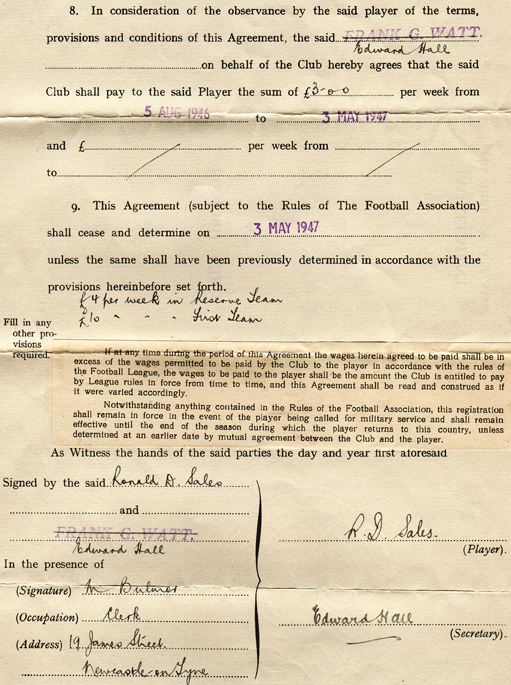 8. In consideration of the observance by the said player of the terms,
provisions and conditions of this Agreement, the said FRANK G. WATT.
Edward Hall
on behalf of the Club hereby agrees that the said
Club shall pay to the said Player the sum of £3-0-0 per week from
5 AUG 1946 to 3 MAY 1947
and £ per week from
to
9. This Agreement (subject to the Rules of The Football Association)
shall cease and determine on 3 MAY 1947
unless the same shall have been previously determined in accordance with the
provisions hereinbefore set forth.
£4 per week in Reserve Team
£10 " " " First Team
Fill in any
other pro-
visions
required.
If at any time during the period of this Agreement the wages herein agreed to be paid shall be in
excess of the wages permitted to be paid by the Club to the player in accordance with the rules of
the Football League, the wages to be paid to the player shall be the amount the Club is entitled to pay
by League rules in force from time to time, and this Agreement shall be read and construed as if
it were varied accordingly.
Notwithstanding anything contained in the Rules of the Football Association, this registration
shall remain in force in the event of the player being called for military service and shall remain
effective until the end of the season during which the player returns to this country, unless
determined at an earlier date by mutual agreement between the Club and the player.
As Witness the hands of the said parties the day and year first aforesaid
Signed by the said Ronald D. Sales
and
FRANK G. WATT.
Edward Hall
R. D. Sales.
(Player).
In the presence of
(Signature) M Bulmer
(Occupation) Clerk
Edward Hall
(Secretary).
(Address) 19 James Street
Newcastle-on-Tyne